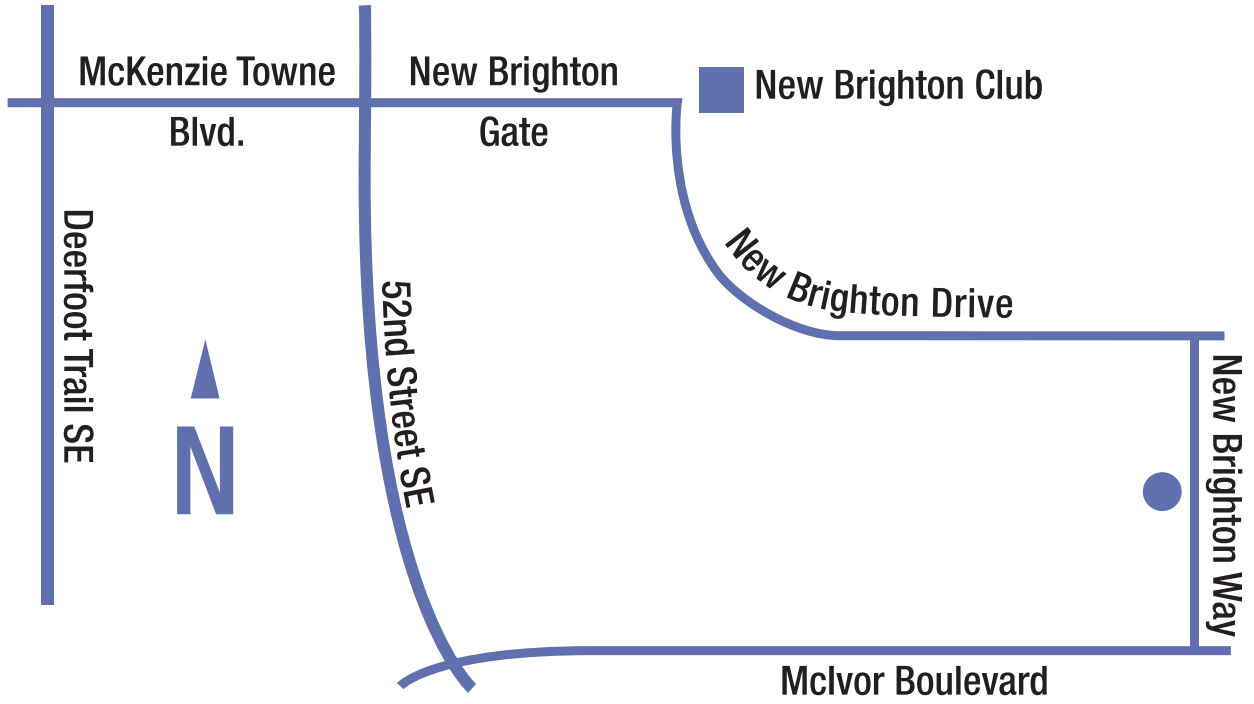 McKenzie Towne
Blvd.
New Brighton
Gate
New Brighton Club
Deerfoot Trail SE
52nd Street SE
New Brighton Drive
New Brighton Way
N
McIvor Boulevard